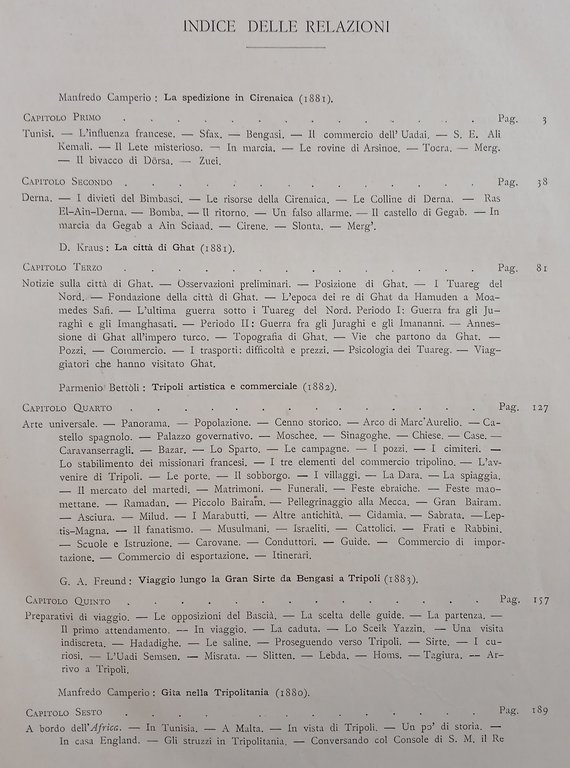 INDICE DELLE RELAZIONI
Manfredo Camperio: La spedizione in Cirenaica (1881).
CAPITOLO PRIMO . . . . . . . . . . . . . Pag. 3
Tunisi. — L'influenza francese. — Sfax. — Bengasi. — Il commercio dell' Uadai. — S. E. Ali
Kemali. — Il Lete misterioso. — In marcia. — Le rovine di Arsinoe. — Tocra. — Merg.
— Il bivacco di Dörsa. — Zuei.
CAPITOLO SECONDO . . . . . . . . . . . . . Pag. 38
Derna. — I divieti del Bimbasci. — Le risorse della Cirenaica. — Le Colline di Derna. — Ras
El-Ain-Derna. — Bomba. — Il ritorno. — Un falso allarme. — Il castello di Gegab. — In
marcia da Gegab a Ain Sciaad. — Cirene. — Slonta. — Merg'.
D. Kraus: La città di Ghat (1881).
CAPITOLO TERZO . . . . . . . . . . . . . Pag. 81
Notizie sulla città di Ghat. — Osservazioni preliminari. — Posizione di Ghat. — I Tuareg del
Nord. — Fondazione della città di Ghat. — L'epoca dei re di Ghat da Hamuden a Moa-
medes Safi. — L'ultima guerra sotto i Tuareg del Nord. Periodo I: Guerra fra gli Ju-
raghi e gli Imanghasati. — Periodo II: Guerra fra gli Juraghi e gli Imananni. — Annes-
sione di Ghat all'impero turco. — Topografia di Ghat. — Vie che partono da Ghat. —
Pozzi. — Commercio. — I trasporti: difficoltà e prezzi. — Psicologia dei Tuareg. — Viag-
giatori che hanno visitato Ghat.
Parmenio Bettòli: Tripoli artistica e commerciale (1882).
CAPITOLO QUARTO . . . . . . . . . . . . . Pag. 127
Arte universale. — Panorama. — Popolazione. — Cenno storico. — Arco di Marc'Aurelio. — Ca-
stello spagnolo. — Palazzo governativo. — Moschee. — Sinagoghe. — Chiese. — Case. —
Caravanserragli. — Bazar. — Lo Sparto. — Le campagne. — I pozzi. — I cimiteri. —
Lo stabilimento dei missionari francesi. — I tre elementi del commercio tripolino. — L'av-
venire di Tripoli. — Le porte. — Il sobborgo. — I villaggi. — La Dara. — La spiaggia.
— Il mercato del martedì. — Matrimoni. — Funerali. — Feste ebraiche. — Feste mao-
mettane. — Ramadan. — Piccolo Bairam. — Pellegrinaggio alla Mecca. — Gran Bairam.
— Asciura. — Milud. — I Marabutti. — Altre antichità. — Cidamia. — Sabrata. — Lep-
tis-Magna. — Il fanatismo. — Musulmani. — Israeliti. — Cattolici. — Frati e Rabbini.
— Scuole e Istruzione. — Carovane. — Conduttori. — Guide. — Commercio di impor-
tazione. — Commercio di esportazione. — Itinerari.
G. A. Freund: Viaggio lungo la Gran Sirte da Bengasi a Tripoli (1883).
CAPITOLO QUINTO . . . . . . . . . . . . . Pag. 157
Preparativi di viaggio. — Le opposizioni del Bascià. — La scelta delle guide. — La partenza. —
Il primo attendamento. — In viaggio. — La caduta. — Lo Sceik Yazzin. — Una visita
indiscreta. — Hadadighe. — Le saline. — Proseguendo verso Tripoli. — Sirte. — I cu-
riosi. — L'Uadi Semsen. — Misrata. — Slitten. — Lebda. — Homs. — Tagiura. — Ar-
rivo a Tripoli.
Manfredo Camperio: Gita nella Tripolitania (1880).
CAPITOLO SESTO . . . . . . . . . . . . . Pag. 189
A bordo dell'Africa. — In Tunisia. — A Malta. — In vista di Tripoli. — Un po' di storia. —
In casa England. — Gli struzzi in Tripolitania. — Conversando col Console di S. M. il Re